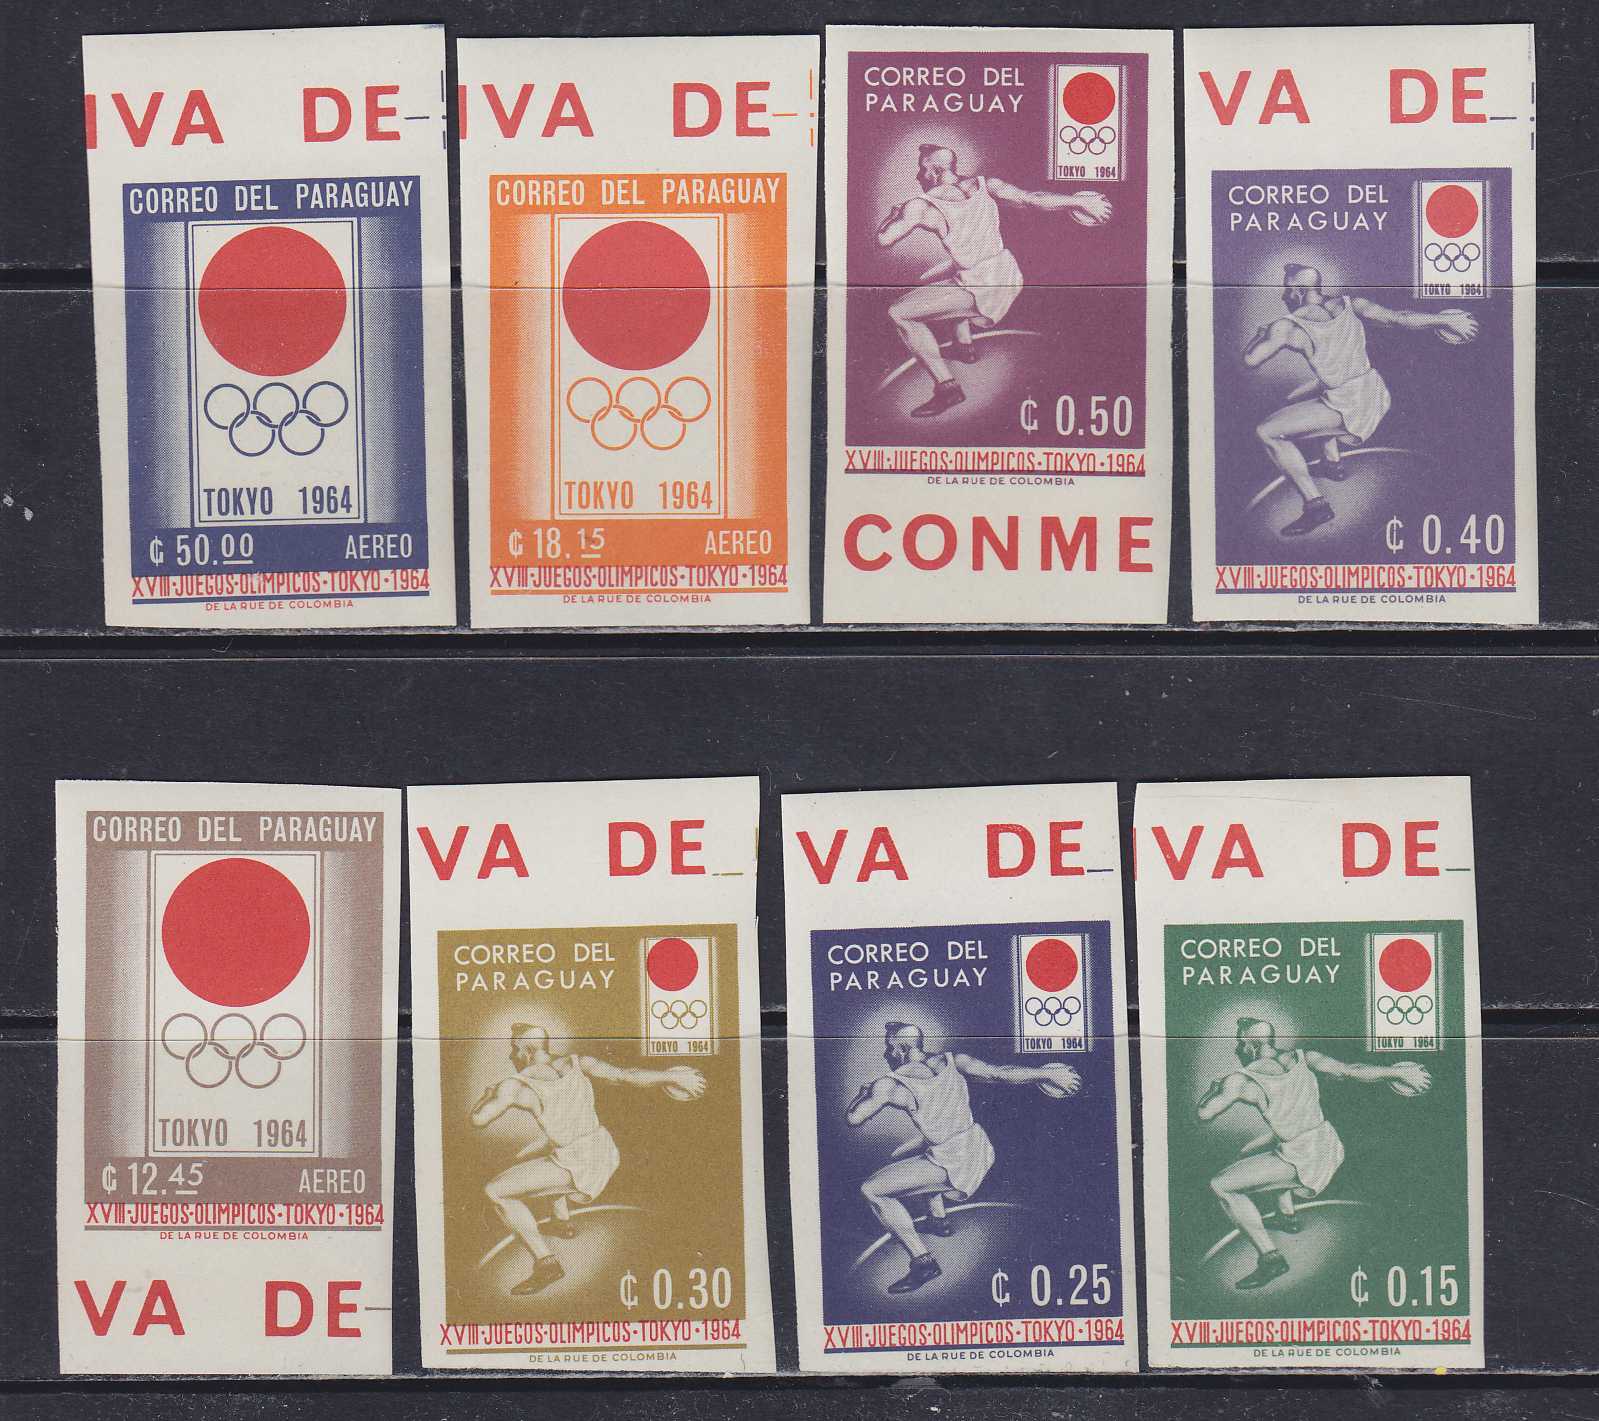 IVA DE
CORREO DEL PARAGUAY
TOKYO 1964
₲ 50.00 AEREO
XVIII·JUEGOS·OLIMPICOS·TOKYO·1964
DE LA RUE DE COLOMBIA
IVA DE
CORREO DEL PARAGUAY
TOKYO 1964
₲ 18.15 AEREO
XVIII·JUEGOS·OLIMPICOS·TOKYO·1964
DE LA RUE DE COLOMBIA
CORREO DEL
PARAGUAY
TOKYO 1964
₲ 0.50
XVIII·JUEGOS·OLIMPICOS·TOKYO·1964
DE LA RUE DE COLOMBIA
CONME
VA DE
CORREO DEL
PARAGUAY
TOKYO 1964
₲ 0.40
XVIII·JUEGOS·OLIMPICOS·TOKYO·1964
DE LA RUE DE COLOMBIA
CORREO DEL PARAGUAY
TOKYO 1964
₲ 12.45 AEREO
XVIII·JUEGOS·OLIMPICOS·TOKYO·1964
DE LA RUE DE COLOMBIA
VA DE
VA DE
CORREO DEL
PARAGUAY
TOKYO 1964
₲ 0.30
XVIII·JUEGOS·OLIMPICOS·TOKYO·1964
DE LA RUE DE COLOMBIA
VA DE
CORREO DEL
PARAGUAY
TOKYO 1964
₲ 0.25
XVIII·JUEGOS·OLIMPICOS·TOKYO·1964
DE LA RUE DE COLOMBIA
IVA DE
CORREO DEL
PARAGUAY
TOKYO 1964
₲ 0.15
XVIII·JUEGOS·OLIMPICOS·TOKYO·1964
DE LA RUE DE COLOMBIA